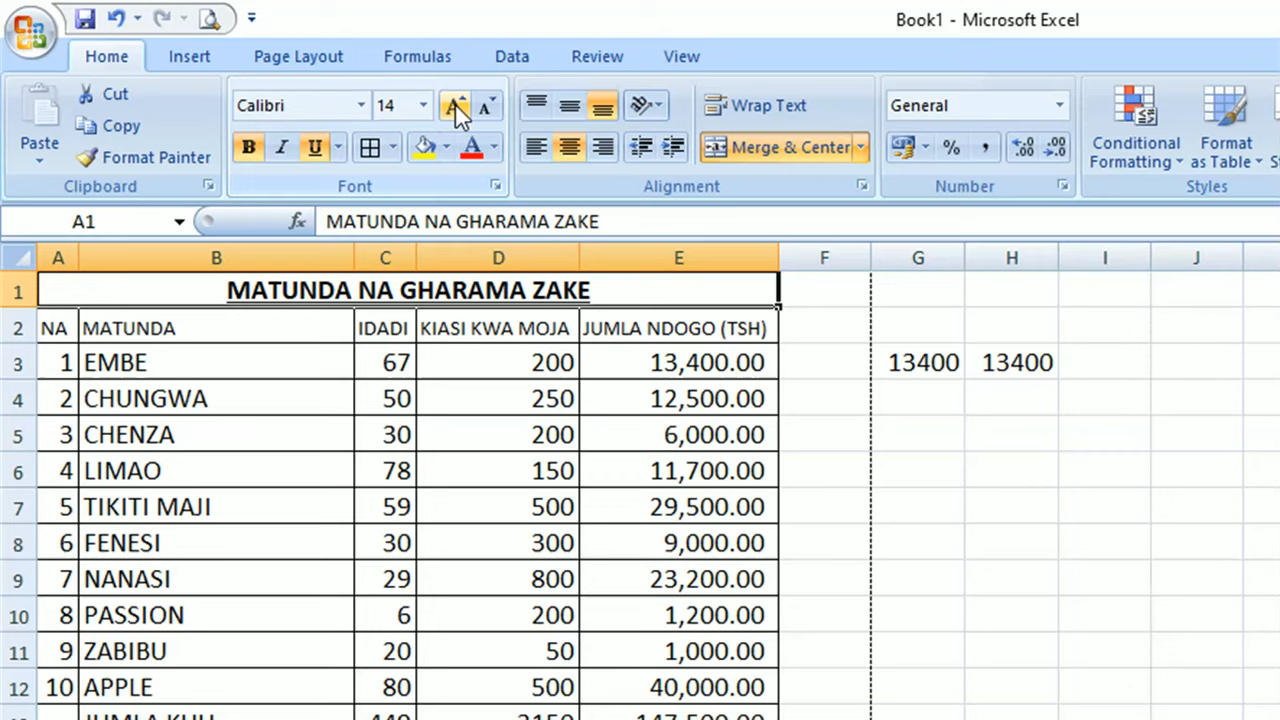 Book1 - Microsoft Excel
Home Insert Page Layout Formulas Data Review View
Cut
Copy
Paste
Format Painter
Clipboard
Calibri 14
B I U
Font
Wrap Text
Merge & Center
Alignment
General
% ,
Number
Conditional Formatting
Format as Table
Styles
A1 fx MATUNDA NA GHARAMA ZAKE
A B C D E F G H I J
1 MATUNDA NA GHARAMA ZAKE
2 NA MATUNDA IDADI KIASI KWA MOJA JUMLA NDOGO (TSH)
3 1 EMBE 67 200 13,400.00 13400 13400
4 2 CHUNGWA 50 250 12,500.00
5 3 CHENZA 30 200 6,000.00
6 4 LIMAO 78 150 11,700.00
7 5 TIKITI MAJI 59 500 29,500.00
8 6 FENESI 30 300 9,000.00
9 7 NANASI 29 800 23,200.00
10 8 PASSION 6 200 1,200.00
11 9 ZABIBU 20 50 1,000.00
12 10 APPLE 80 500 40,000.00
JUMLA KUU 449 3150 147,500.00